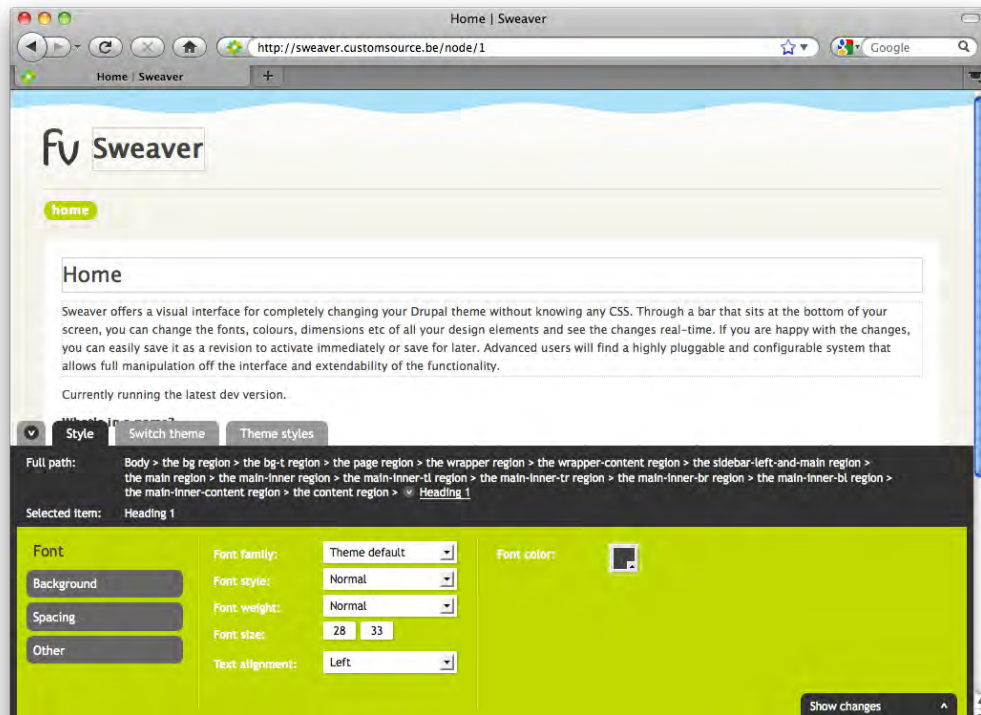 Home | Sweaver
http://sweaver.customsource.be/node/1
Google
Home | Sweaver
+
fv Sweaver
home
Home
Sweaver offers a visual interface for completely changing your Drupal theme without knowing any CSS. Through a bar that sits at the bottom of your
screen, you can change the fonts, colours, dimensions etc of all your design elements and see the changes real-time. If you are happy with the changes,
you can easily save it as a revision to activate immediately or save for later. Advanced users will find a highly pluggable and configurable system that
allows full manipulation off the interface and extendability of the functionality.
Currently running the latest dev version.
What's in a name?
Style Switch theme Theme styles
Full path: Body > the bg region > the bg-t region > the page region > the wrapper region > the wrapper-content region > the sidebar-left-and-main region >
the main region > the main-inner region > the main-inner-tl region > the main-inner-tr region > the main-inner-br region > the main-inner-bl region >
the main-inner-content region > the content region > Heading 1
Selected item: Heading 1
Font
Background
Spacing
Other
Font family: Theme default
Font style: Normal
Font weight: Normal
Font size: 28 33
Text alignment: Left
Font color:
Show changes ^